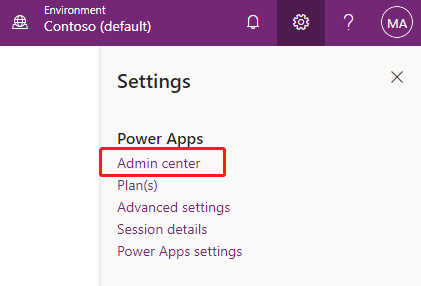 Environment
Contoso (default)
?
MA
Settings
Power Apps
Admin center
Plan(s)
Advanced settings
Session details
Power Apps settings